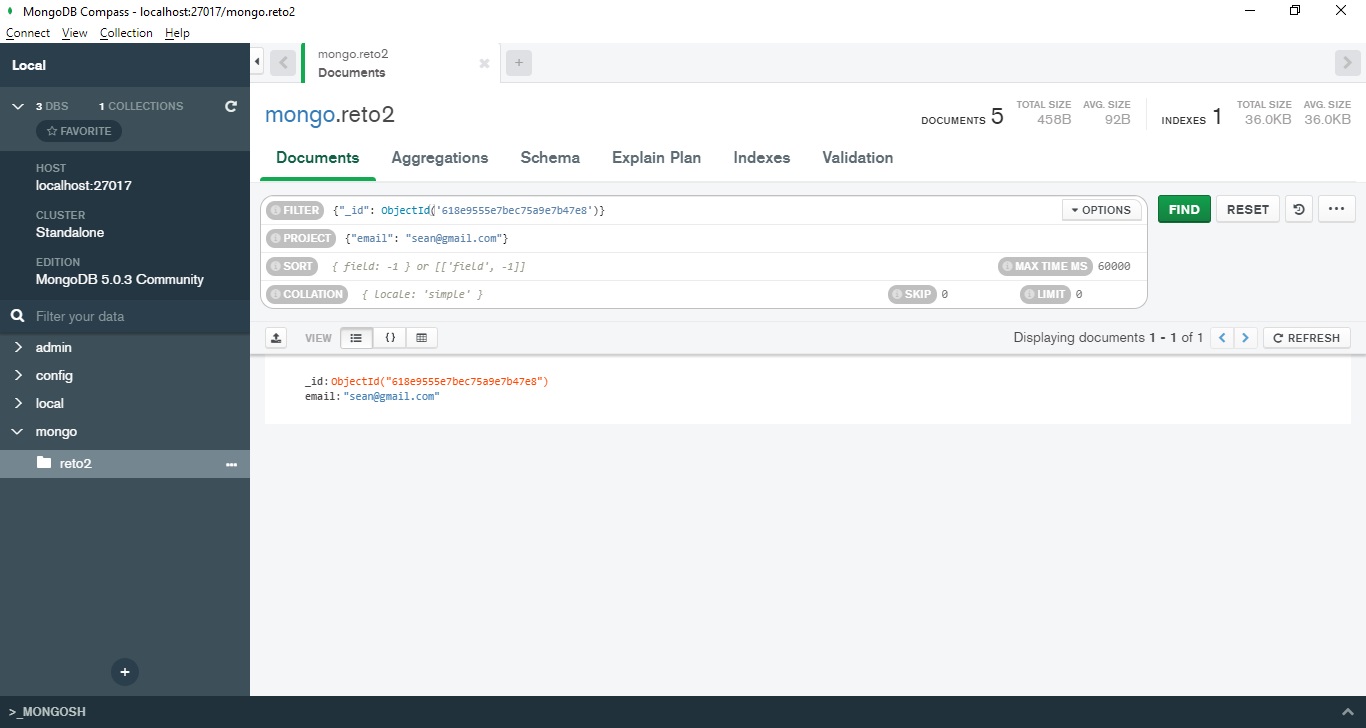 MongoDB Compass - localhost:27017/mongo.reto2
Connect View Collection Help
Local
3 DBS 1 COLLECTIONS
FAVORITE
HOST
localhost:27017
CLUSTER
Standalone
EDITION
MongoDB 5.0.3 Community
Filter your data
admin
config
local
mongo
reto2
>_MONGOSH
mongo.reto2
Documents
mongo.reto2
DOCUMENTS 5 TOTAL SIZE 458B AVG. SIZE 92B INDEXES 1 TOTAL SIZE 36.0KB AVG. SIZE 36.0KB
Documents Aggregations Schema Explain Plan Indexes Validation
FILTER {"_id": ObjectId('618e9555e7bec75a9e7b47e8')} OPTIONS FIND RESET
PROJECT {"email": "sean@gmail.com"}
SORT { field: -1 } or [['field', -1]] MAX TIME MS 60000
COLLATION { locale: 'simple' } SKIP 0 LIMIT 0
VIEW {} Displaying documents 1 - 1 of 1 REFRESH
_id: ObjectId("618e9555e7bec75a9e7b47e8")
email: "sean@gmail.com"